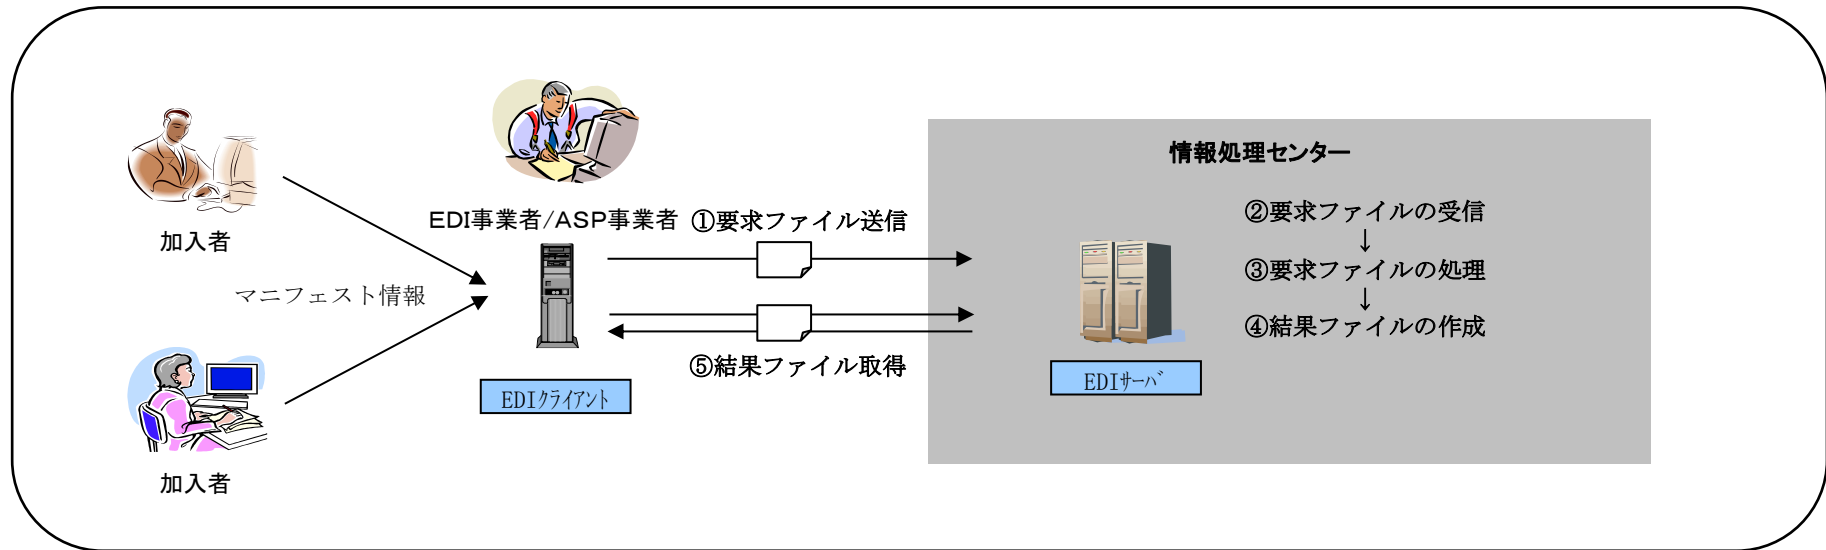 情報処理センター
EDI事業者/ASP事業者
①要求ファイル送信
②要求ファイルの受信
↓
③要求ファイルの処理
↓
④結果ファイルの作成
加入者
マニフェスト情報
⑤結果ファイル取得
EDIクライアント
EDIサーバ
加入者